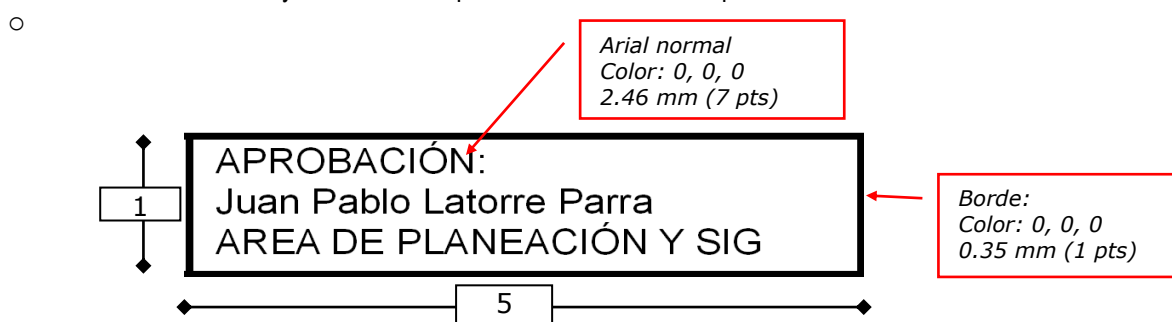 Arial normal
Color: 0, 0, 0
2.46 mm (7 pts)
APROBACIÓN:
Juan Pablo Latorre Parra
AREA DE PLANEACIÓN Y SIG
1
Borde:
Color: 0, 0, 0
0.35 mm (1 pts)
5